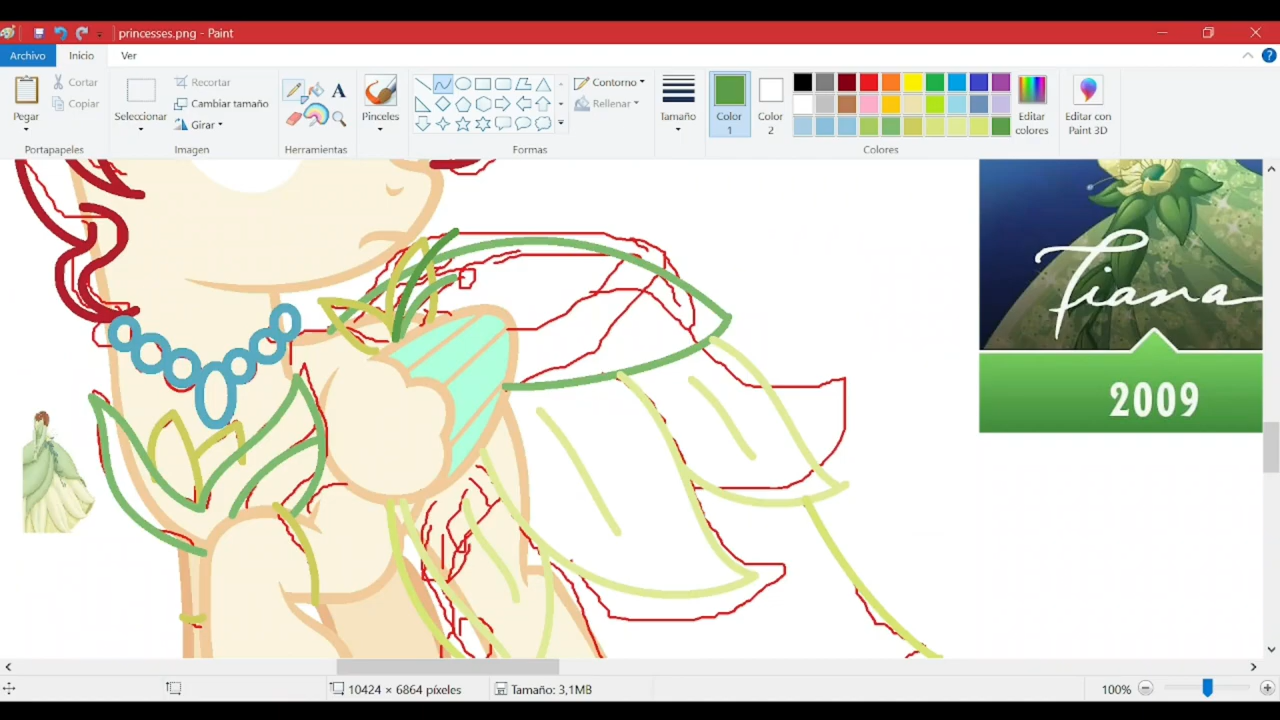 princesses.png - Paint
Archivo Inicio Ver
Pegar
Cortar
Copiar
Portapapeles
Seleccionar
Recortar
Cambiar tamaño
Girar
Imagen
A
Herramientas
Pinceles
Contorno
Rellenar
Formas
Tamaño
Color
1
Color
2
Editar
colores
Colores
Editar con
Paint 3D
Tiana
2009
10424 × 6864 píxeles
Tamaño: 3,1MB
100%